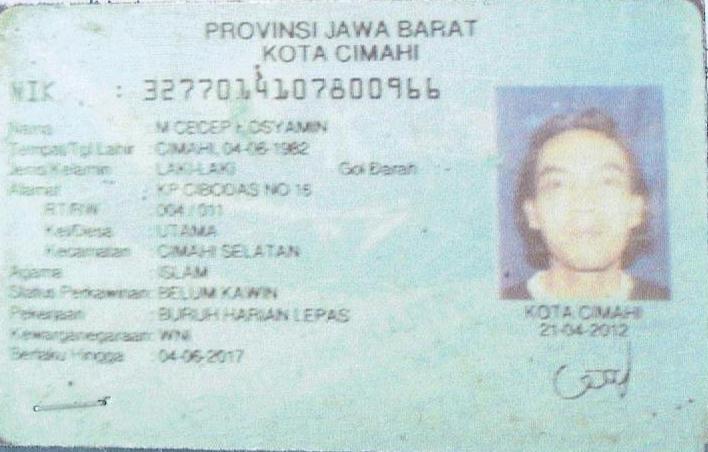 PROVINSI JAWA BARAT
KOTA CIMAHI
NIK : 3277014107800966
Nama : M CECEP KOSYAMIN
Tempat/Tgl Lahir : CIMAHI, 04-06-1982
Jenis Kelamin : LAKI-LAKI Gol Darah
Alamat : KP CIBODAS NO 16
RT/RW : 004 / 011
Kel/Desa : UTAMA
Kecamatan : CIMAHI SELATAN
Agama : ISLAM
Status Perkawinan : BELUM KAWIN
Pekerjaan : BURUH HARIAN LEPAS
Kewarganegaraan : WNI
Berlaku Hingga : 04-06-2017
KOTA CIMAHI
21-04-2012